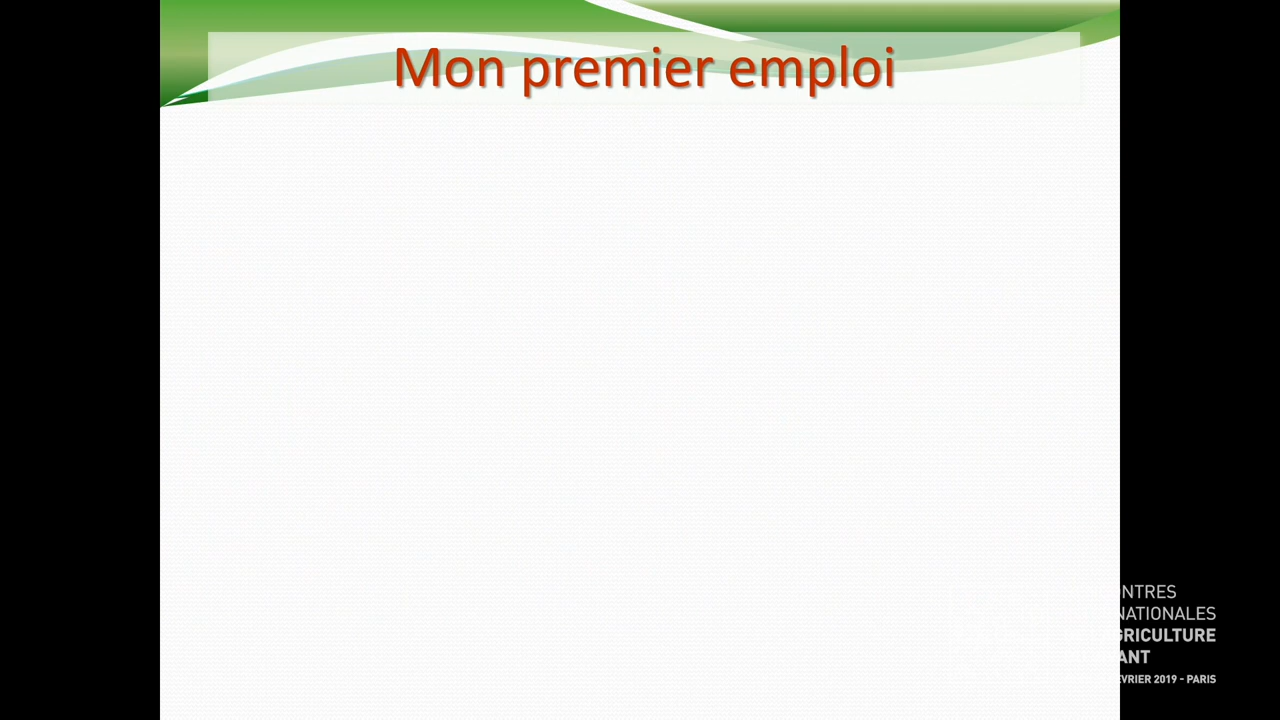 Mon premier emploi
NTRES
NATIONALES
GRICULTURE
ANT
VRIER 2019 - PARIS